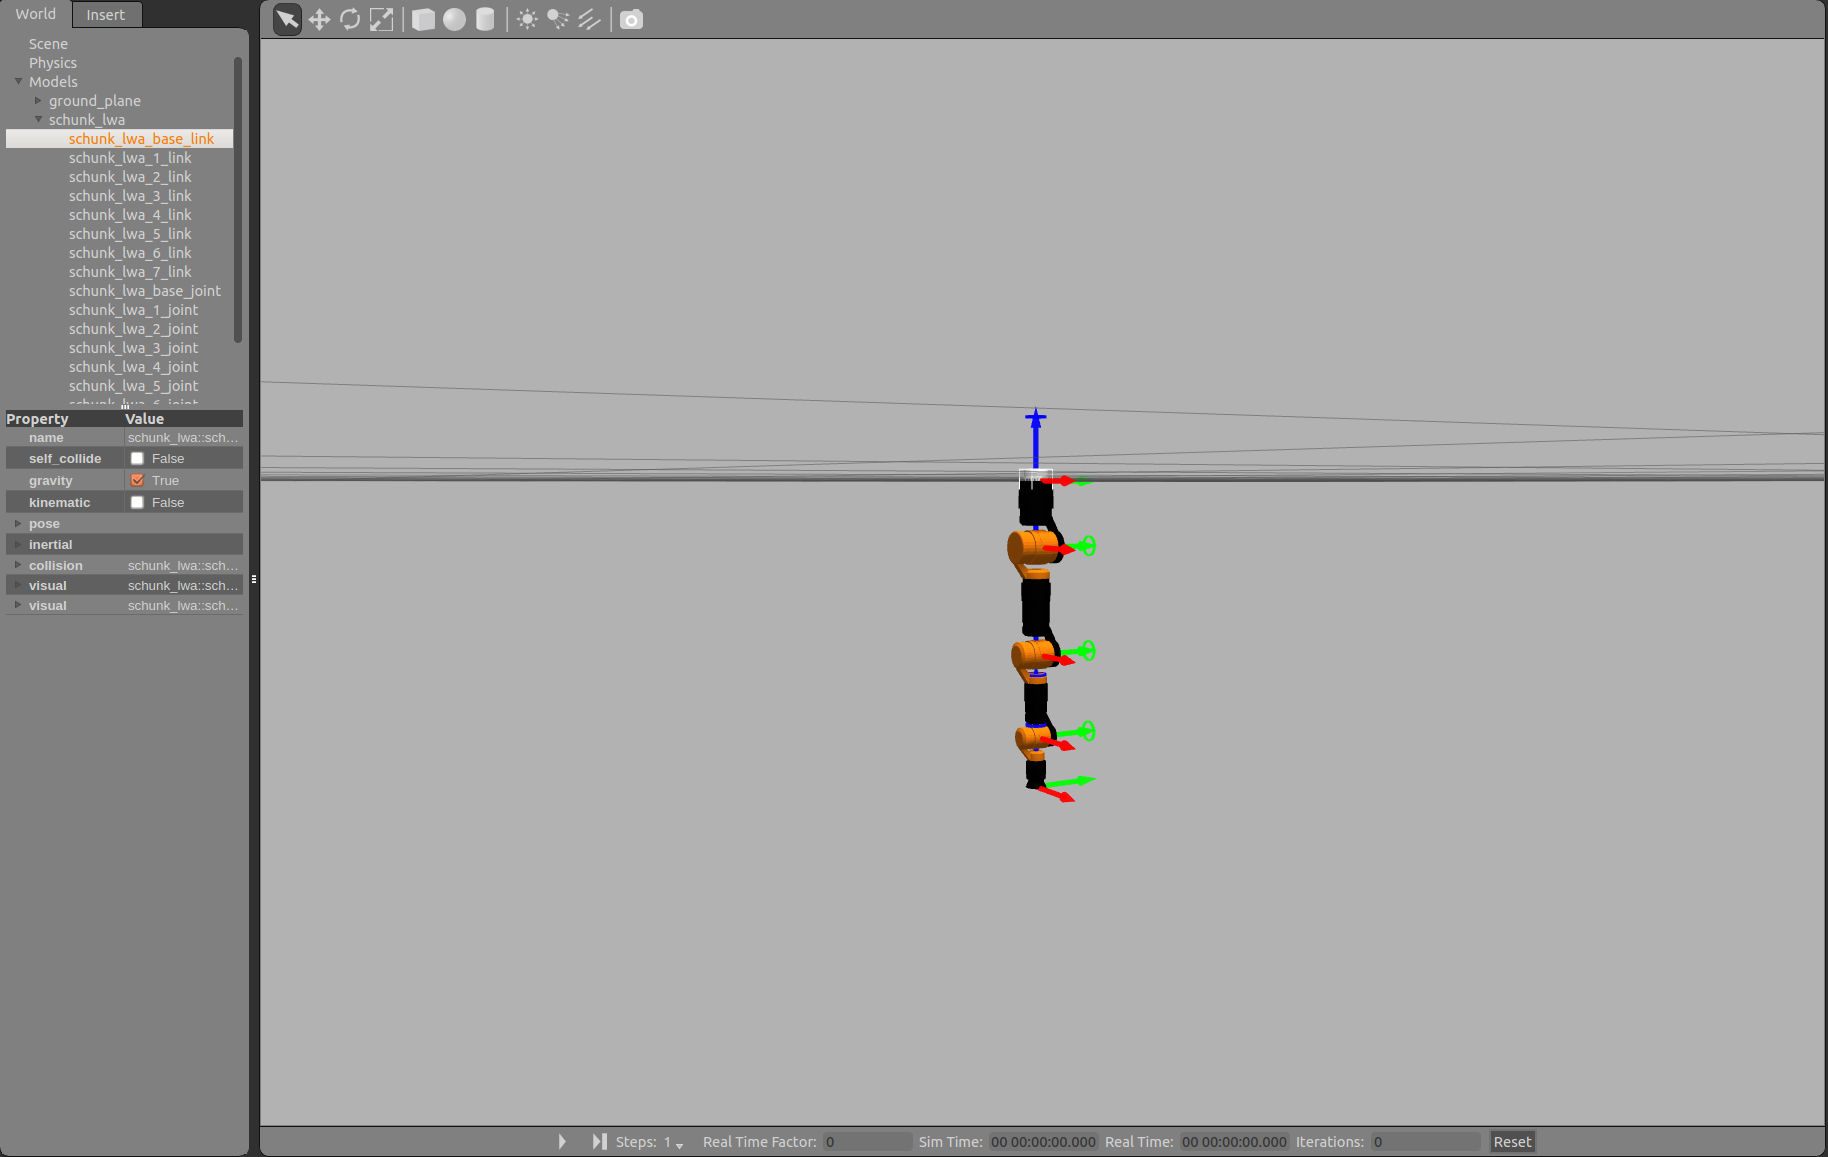 World Insert
Scene
Physics
Models
ground_plane
schunk_lwa
schunk_lwa_base_link
schunk_lwa_1_link
schunk_lwa_2_link
schunk_lwa_3_link
schunk_lwa_4_link
schunk_lwa_5_link
schunk_lwa_6_link
schunk_lwa_7_link
schunk_lwa_base_joint
schunk_lwa_1_joint
schunk_lwa_2_joint
schunk_lwa_3_joint
schunk_lwa_4_joint
schunk_lwa_5_joint
Property Value
name schunk_lwa::sch...
self_collide False
gravity True
kinematic False
pose
inertial
collision schunk_lwa::sch...
visual schunk_lwa::sch...
visual schunk_lwa::sch...
Steps: 1 Real Time Factor: 0 Sim Time: 00 00:00:00.000 Real Time: 00 00:00:00.000 Iterations: 0 Reset